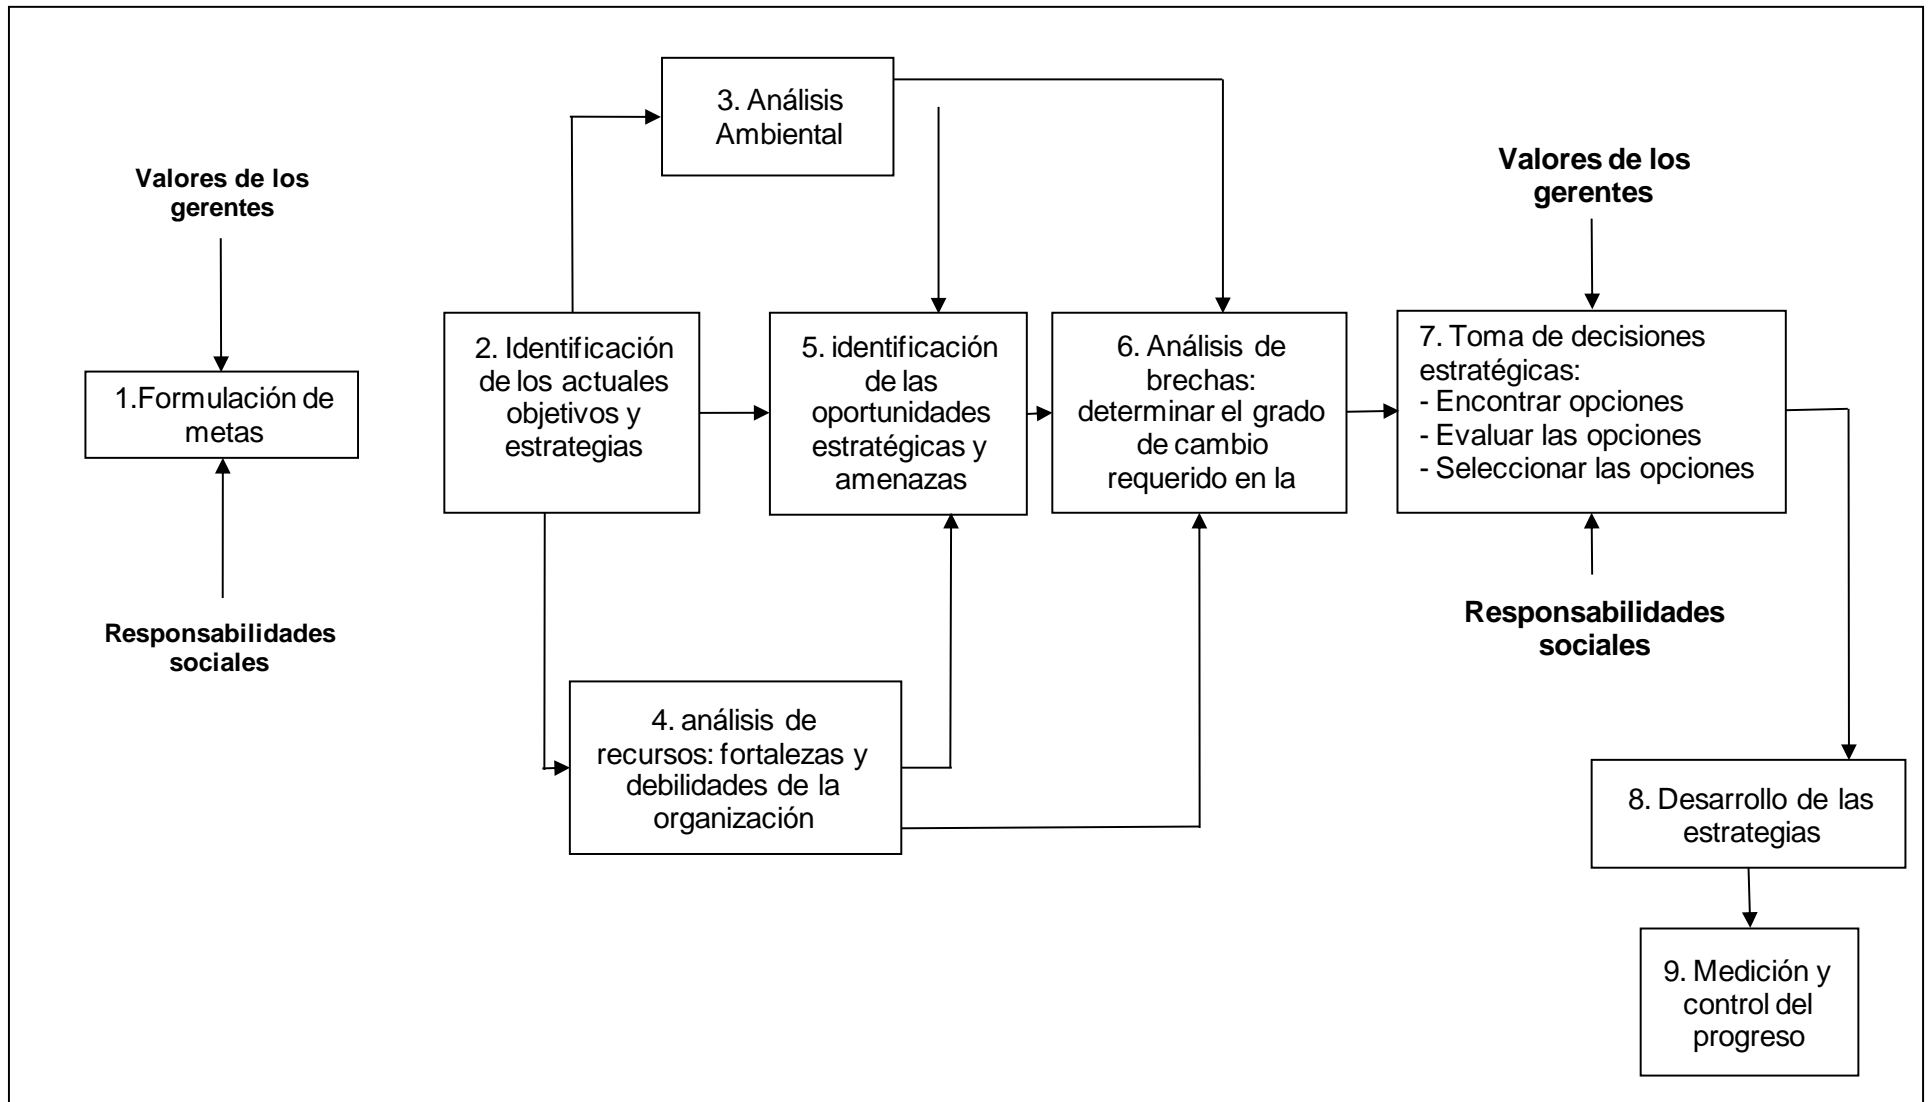 Valores de los
gerentes
1.Formulación de
metas
Responsabilidades
sociales
2. Identificación
de los actuales
objetivos y
estrategias
3. Análisis
Ambiental
4. análisis de
recursos: fortalezas y
debilidades de la
organización
5. identificación
de las
oportunidades
estratégicas y
amenazas
6. Análisis de
brechas:
determinar el grado
de cambio
requerido en la
Valores de los
gerentes
7. Toma de decisiones
estratégicas:
- Encontrar opciones
- Evaluar las opciones
- Seleccionar las opciones
Responsabilidades
sociales
8. Desarrollo de las
estrategias
9. Medición y
control del
progreso